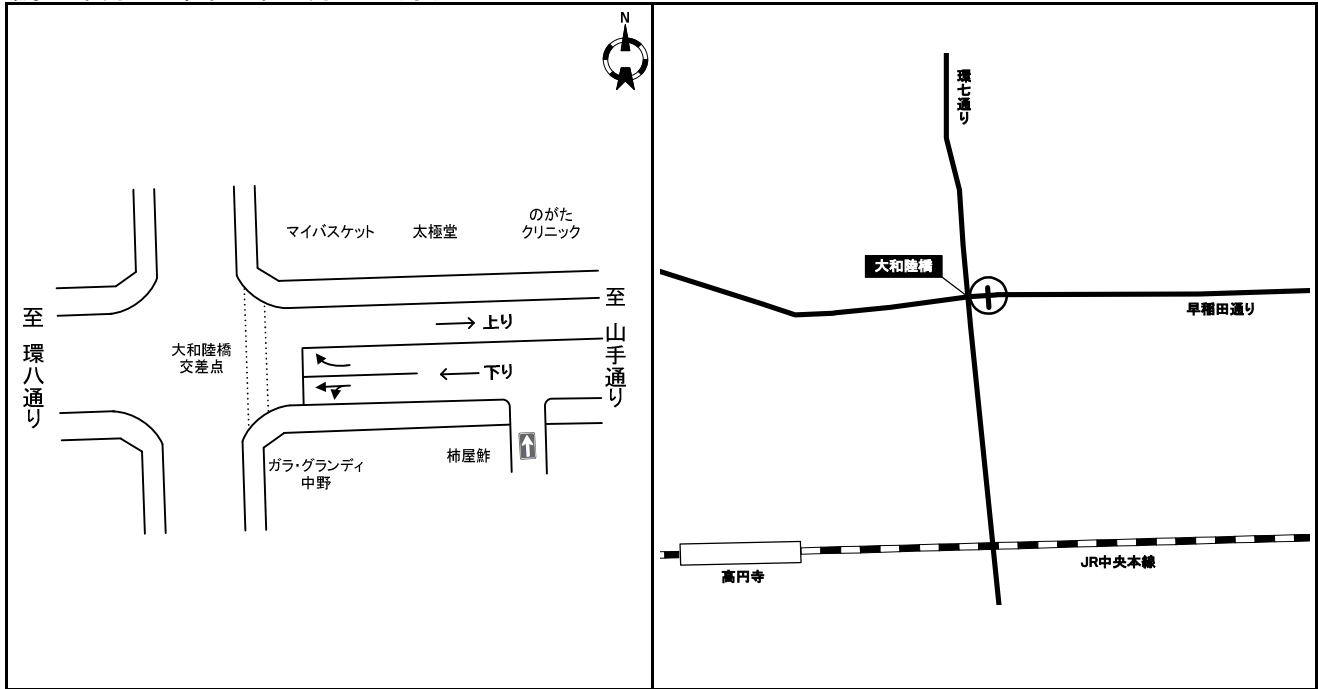 N
マイバスケット
太極堂
のがた
クリニック
至 環八通り
大和陸橋
交差点
上り
下り
至 山手通り
ガラ・グランディ
中野
柿屋鮓
環七通り
大和陸橋
早稲田通り
高円寺
JR中央本線